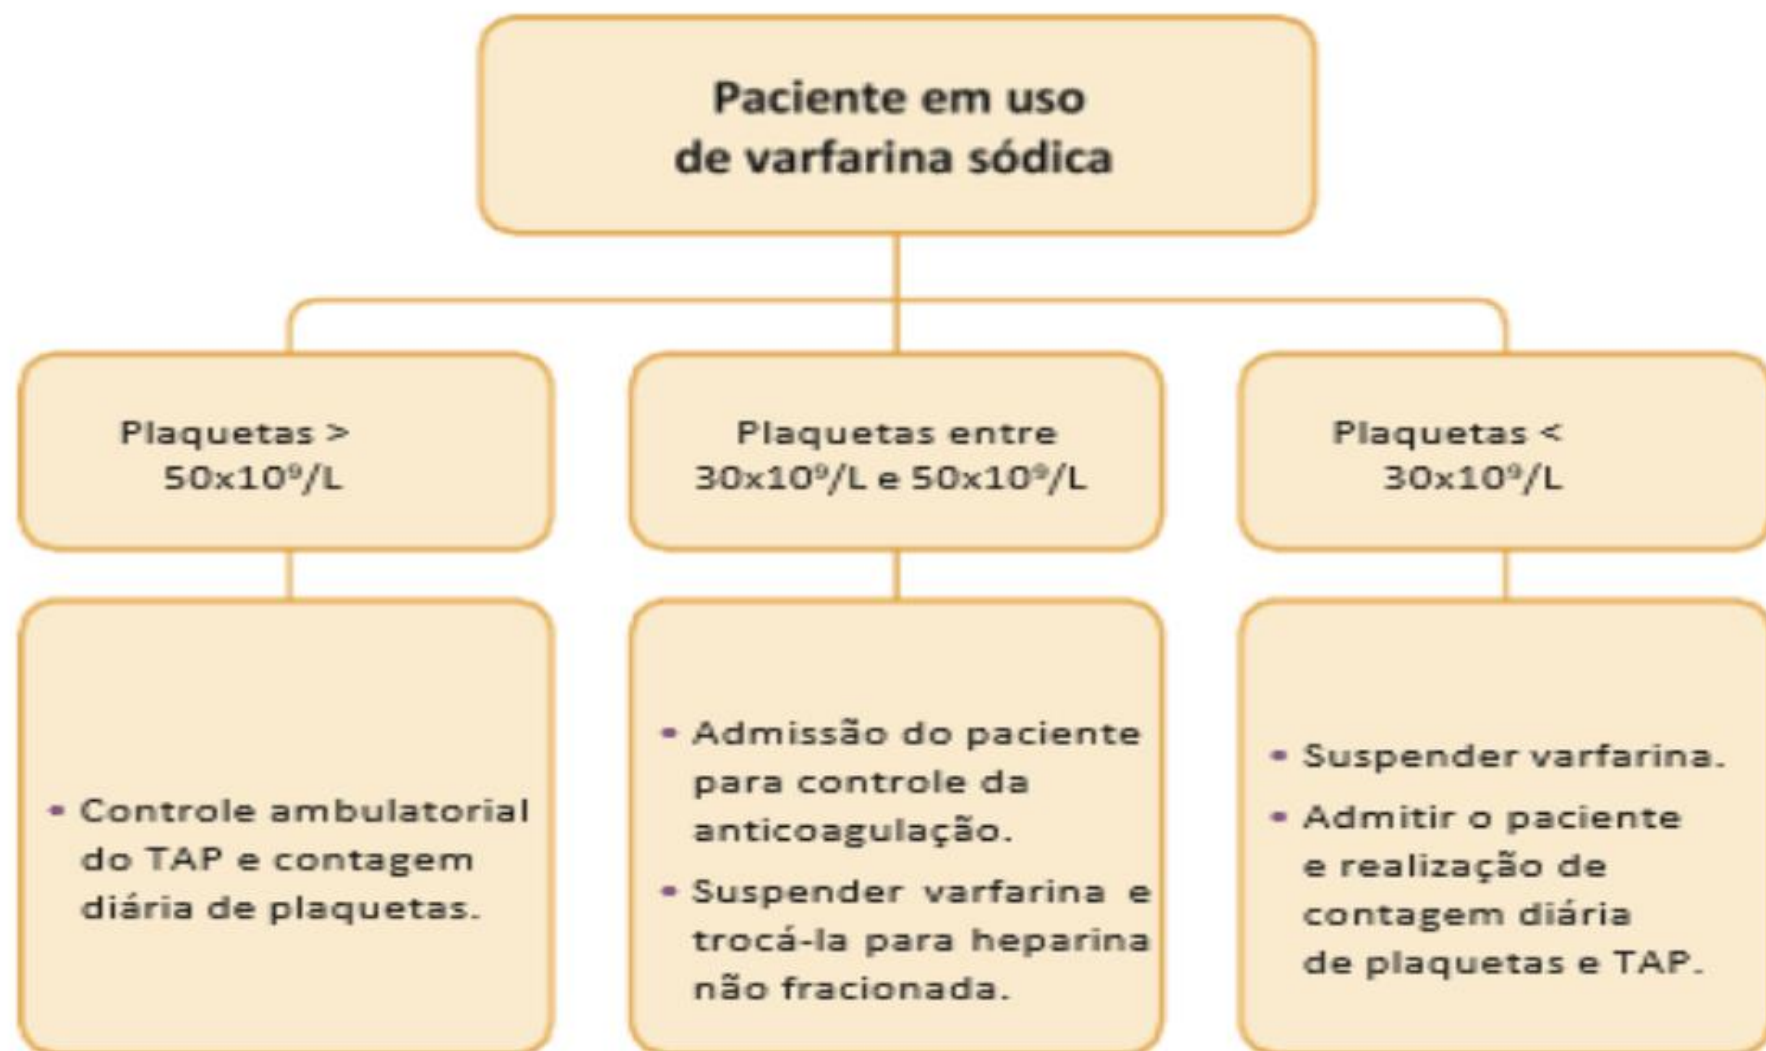 Paciente em uso
de varfarina sódica
Plaquetas >
50x10⁹/L
Plaquetas entre
30x10⁹/L e 50x10⁹/L
Plaquetas <
30x10⁹/L
• Controle ambulatorial
do TAP e contagem
diária de plaquetas.
• Admissão do paciente
para controle da
anticoagulação.
• Suspender varfarina e
trocá-la para heparina
não fracionada.
• Suspender varfarina.
• Admitir o paciente
e realização de
contagem diária
de plaquetas e TAP.